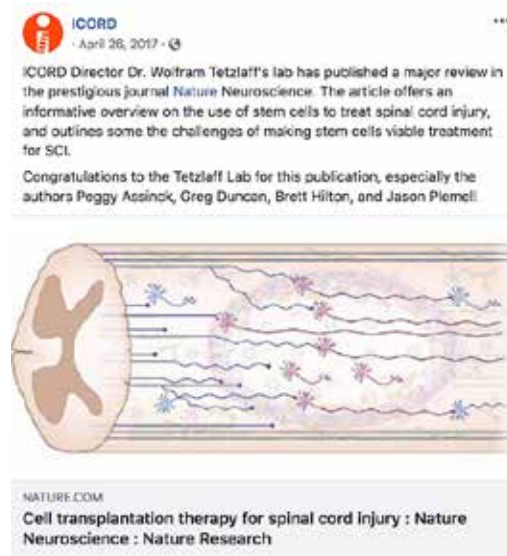 ICORD
· April 26, 2017 ·
ICORD Director Dr. Wolfram Tetzlaff's lab has published a major review in
the prestigious journal Nature Neuroscience. The article offers an
informative overview on the use of stem cells to treat spinal cord injury,
and outlines some the challenges of making stem cells viable treatment
for SCI.
Congratulations to the Tetzlaff Lab for this publication, especially the
authors Peggy Assinck, Greg Duncan, Brett Hilton, and Jason Plemell
NATURE.COM
Cell transplantation therapy for spinal cord injury : Nature
Neuroscience : Nature Research